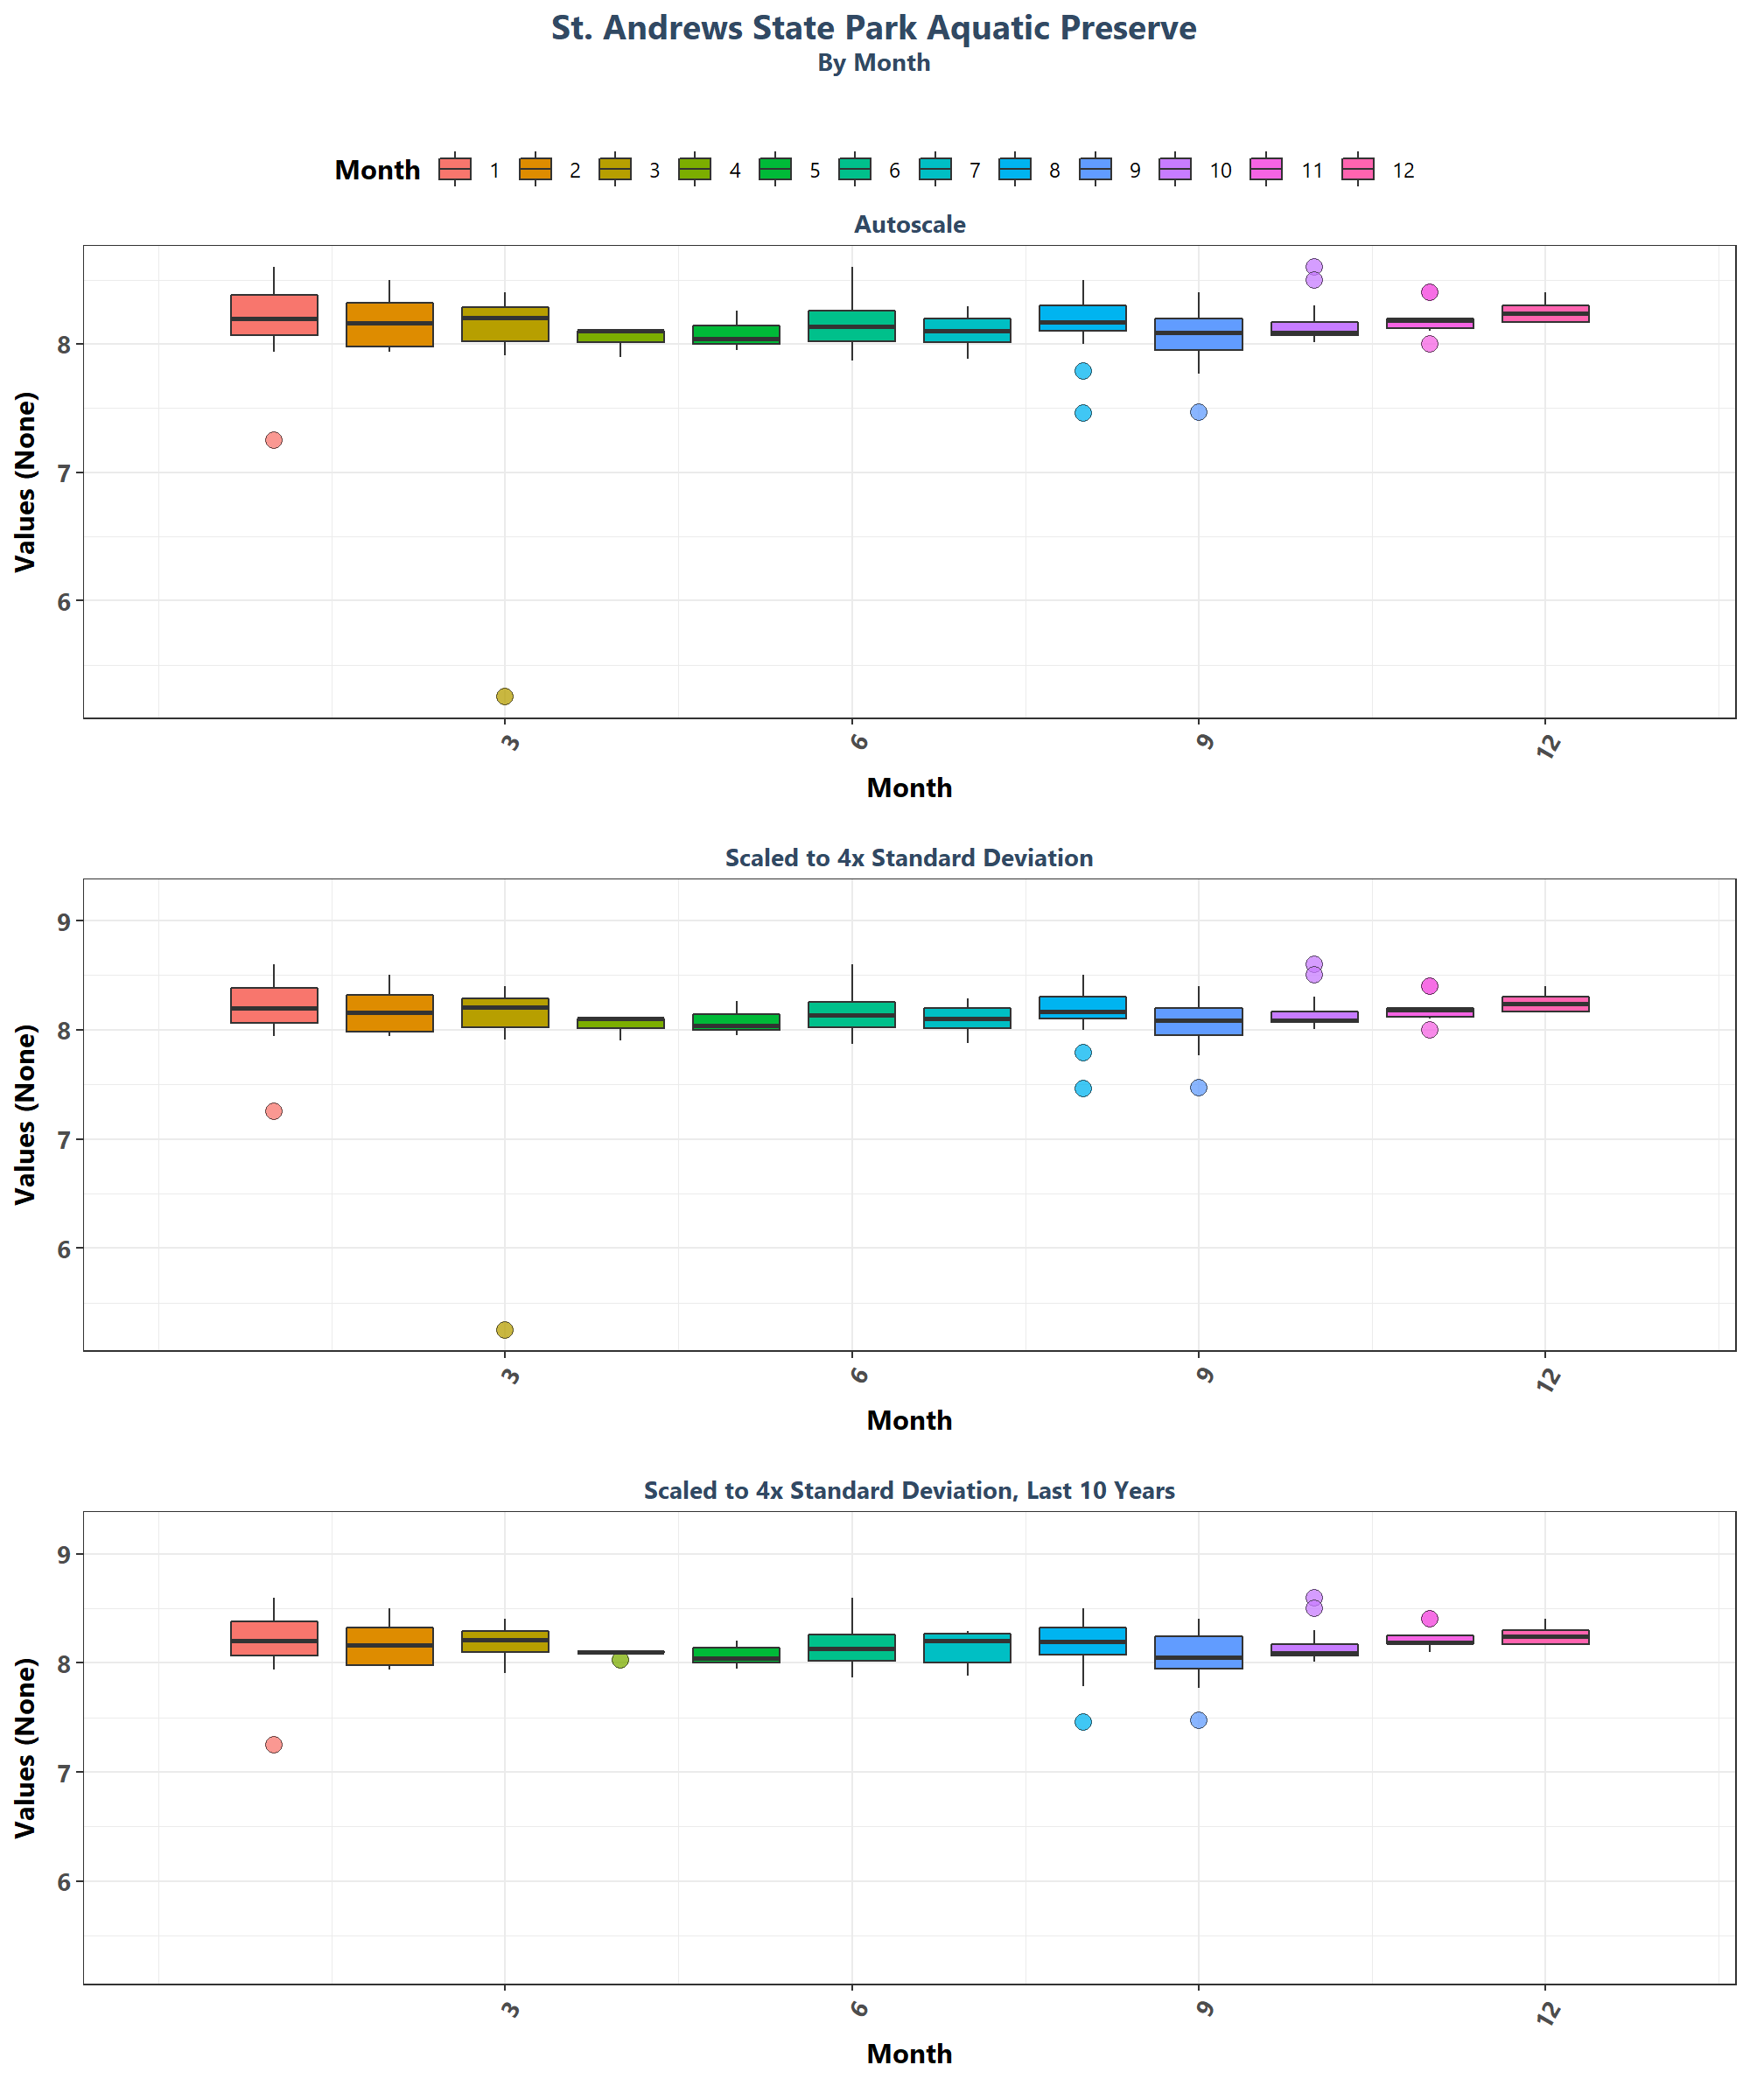 St. Andrews State Park Aquatic Preserve
By Month
Month 1 2 3 4 5 6 7 8 9 10 11 12
Autoscale
Values (None)
8
7
6
3 6 9 12
Month
Scaled to 4x Standard Deviation
Values (None)
9
8
7
6
3 6 9 12
Month
Scaled to 4x Standard Deviation, Last 10 Years
Values (None)
9
8
7
6
3 6 9 12
Month